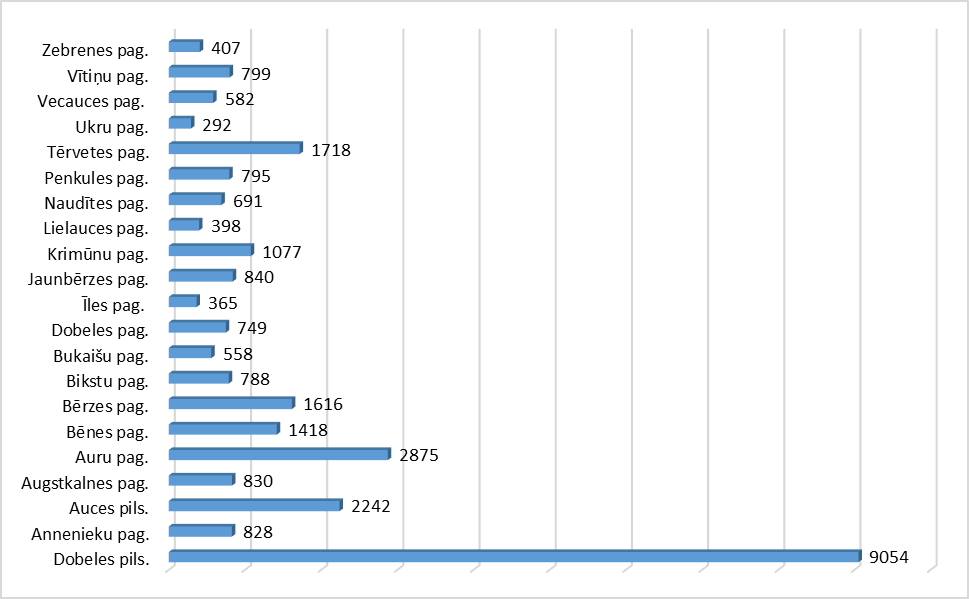 Zebrenes pag. 407
Vītiņu pag. 799
Vecauces pag. 582
Ukru pag. 292
Tērvetes pag. 1718
Penkules pag. 795
Naudītes pag. 691
Lielauces pag. 398
Krimūnu pag. 1077
Jaunbērzes pag. 840
Īles pag. 365
Dobeles pag. 749
Bukaišu pag. 558
Bikstu pag. 788
Bērzes pag. 1616
Bēnes pag. 1418
Auru pag. 2875
Augstkalnes pag. 830
Auces pils. 2242
Annenieku pag. 828
Dobeles pils. 9054